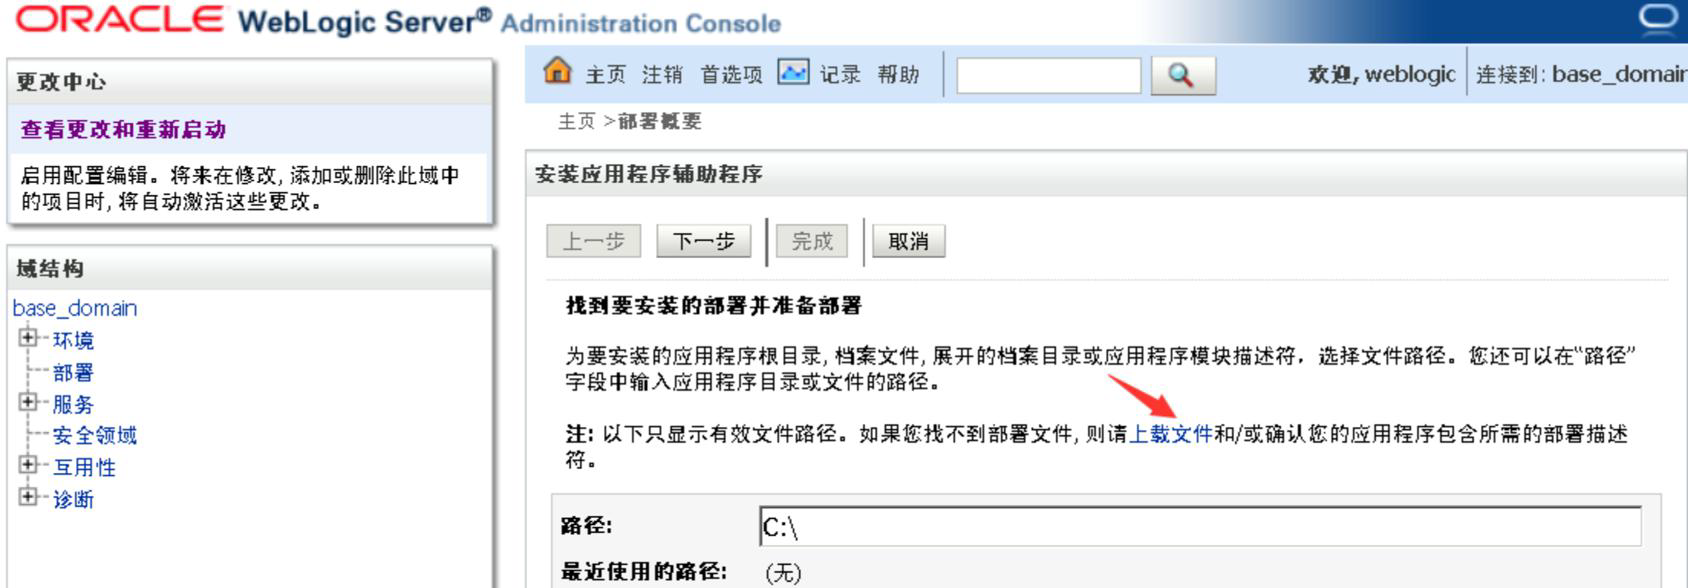 ORACLE WebLogic Server® Administration Console
更改中心
查看更改和重新启动
启用配置编辑。将来在修改, 添加或删除此域中
的项目时, 将自动激活这些更改。
域结构
base_domain
环境
部署
服务
安全领域
互用性
诊断
主页 注销 首选项 记录 帮助
欢迎, weblogic 连接到: base_domain
主页 >部署概要
安装应用程序辅助程序
上一步 下一步 完成 取消
找到要安装的部署并准备部署
为要安装的应用程序根目录, 档案文件, 展开的档案目录或应用程序模块描述符, 选择文件路径。您还可以在“路径”
字段中输入应用程序目录或文件的路径。
注: 以下只显示有效文件路径。如果您找不到部署文件, 则请上载文件和/或确认您的应用程序包含所需的部署描述
符。
路径: C:\
最近使用的路径: (无)